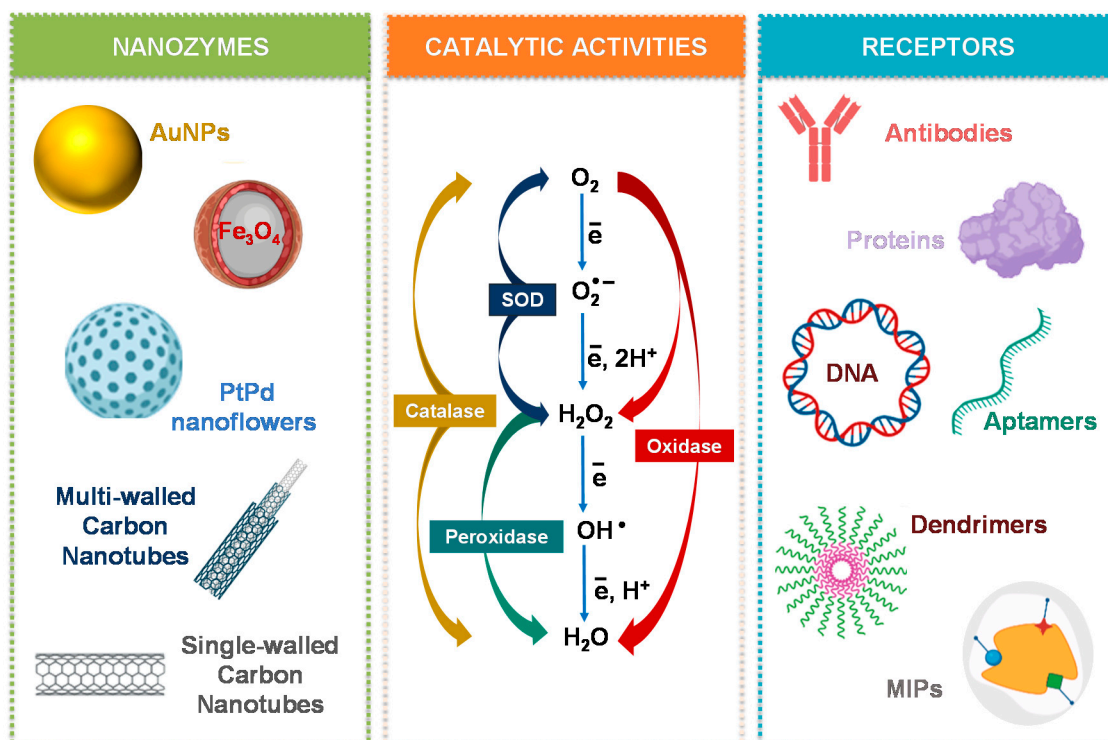 NANOZYMES
AuNPs
Fe₃O₄
PtPd
nanoflowers
Multi-walled
Carbon
Nanotubes
Single-walled
Carbon
Nanotubes
CATALYTIC ACTIVITIES
O₂
e̅
SOD
O₂•−
e̅, 2H⁺
Catalase
H₂O₂
Oxidase
e̅
Peroxidase
OH•
e̅, H⁺
H₂O
RECEPTORS
Antibodies
Proteins
DNA
Aptamers
Dendrimers
MIPs